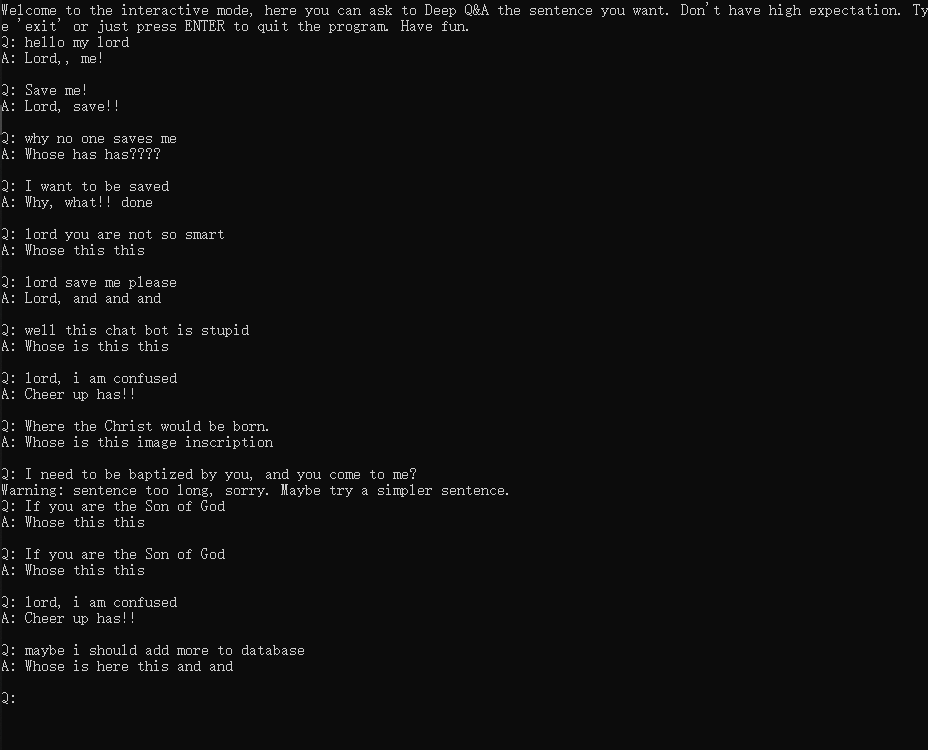 Welcome to the interactive mode, here you can ask to Deep Q&A the sentence you want. Don't have high expectation. Ty
e 'exit' or just press ENTER to quit the program. Have fun.
Q: hello my lord
A: Lord,, me!
Q: Save me!
A: Lord, save!!
Q: why no one saves me
A: Whose has has????
Q: I want to be saved
A: Why, what!! done
Q: lord you are not so smart
A: Whose this this
Q: lord save me please
A: Lord, and and and
Q: well this chat bot is stupid
A: Whose is this this
Q: lord, i am confused
A: Cheer up has!!
Q: Where the Christ would be born.
A: Whose is this image inscription
Q: I need to be baptized by you, and you come to me?
Warning: sentence too long, sorry. Maybe try a simpler sentence.
Q: If you are the Son of God
A: Whose this this
Q: If you are the Son of God
A: Whose this this
Q: lord, i am confused
A: Cheer up has!!
Q: maybe i should add more to database
A: Whose is here this and and
Q: